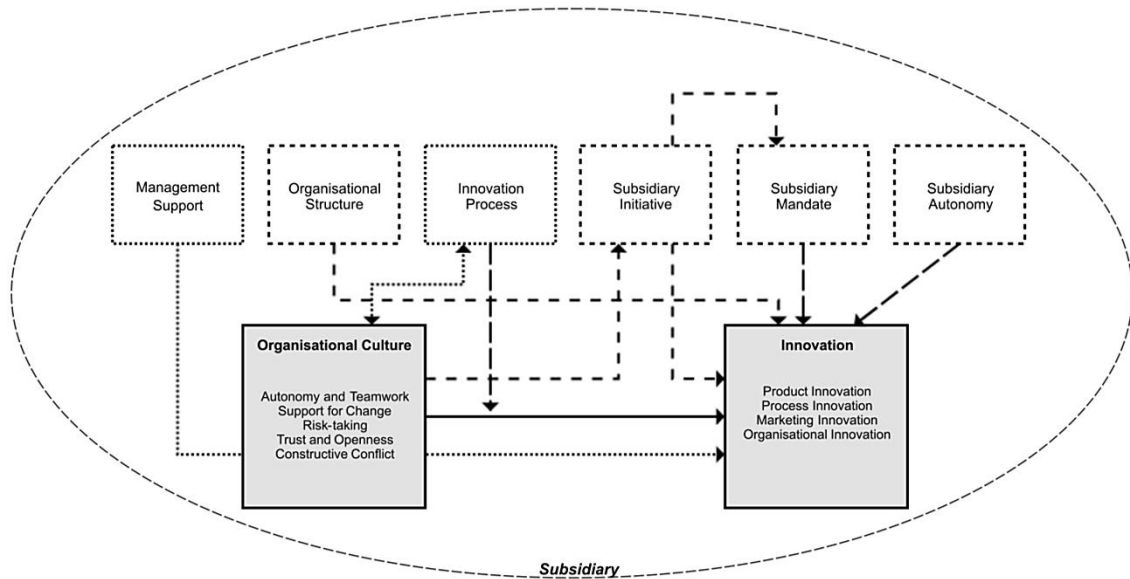 Management
Support
Organisational
Structure
Innovation
Process
Subsidiary
Initiative
Subsidiary
Mandate
Subsidiary
Autonomy
Organisational Culture
Autonomy and Teamwork
Support for Change
Risk-taking
Trust and Openness
Constructive Conflict
Innovation
Product Innovation
Process Innovation
Marketing Innovation
Organisational Innovation
Subsidiary